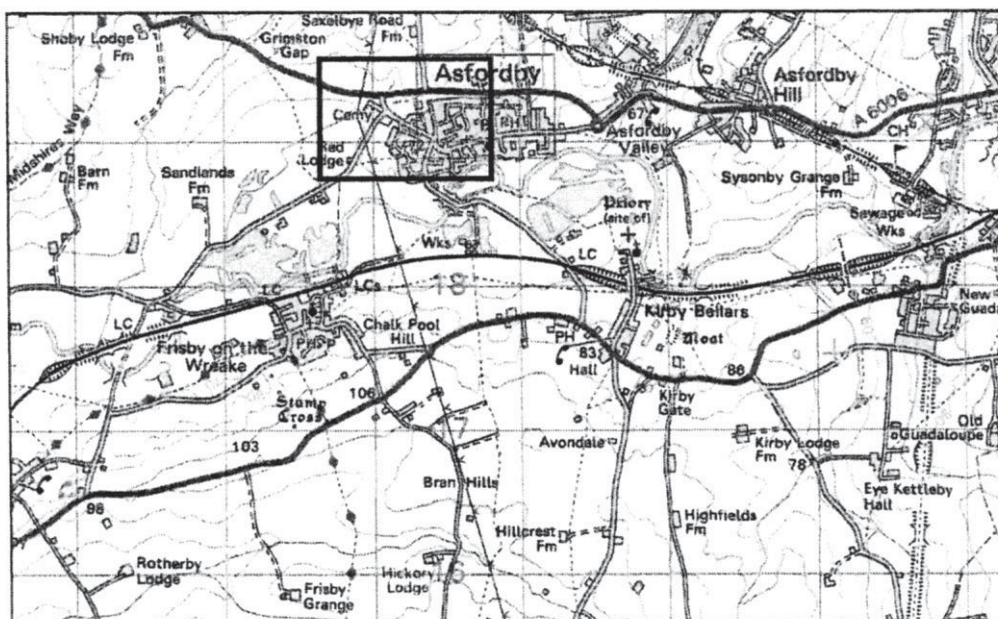 Saxelbye Road
Fm
Shoby Lodge
Fm
Grimston
Gap
Asfordby
Asfordby
Hill
A 6006
CH
67
Asfordby
Valley
Cemy
PH
Red
Lodge
Midshires Way
Barn
Fm
Sandlands
Fm
Sysonby Grange
Fm
Sewage
Wks
Priory
(site of)
Wks
LC
LC
LCs
LC
18
Kirby Bellars
Moat
New
Chalk Pool
Hill
Frisby on the
Wreake
PH
83
Hall
86
Kirby
Gate
Stump
Cross
106
103
98
Avondale
Kirby Lodge
Fm
78
Old
Guadaloupe
Eye Kettleby
Hall
Bran Hills
Hillcrest
Fm
Highfields
Fm
Rotherby
Lodge
Frisby
Grange
Hickory
Lodge